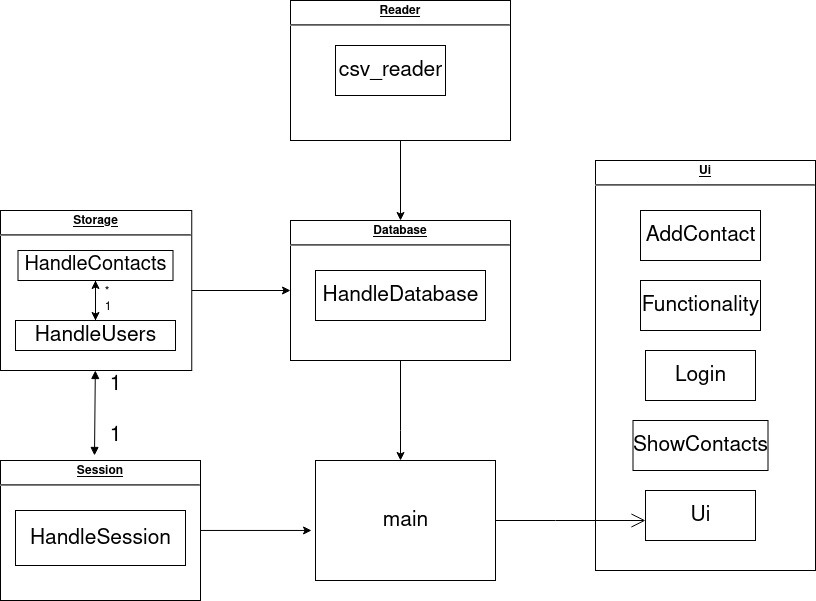 Reader
csv_reader
Ui
AddContact
Functionality
Login
ShowContacts
Ui
Storage
HandleContacts
*
1
HandleUsers
Database
HandleDatabase
1
1
Session
HandleSession
main